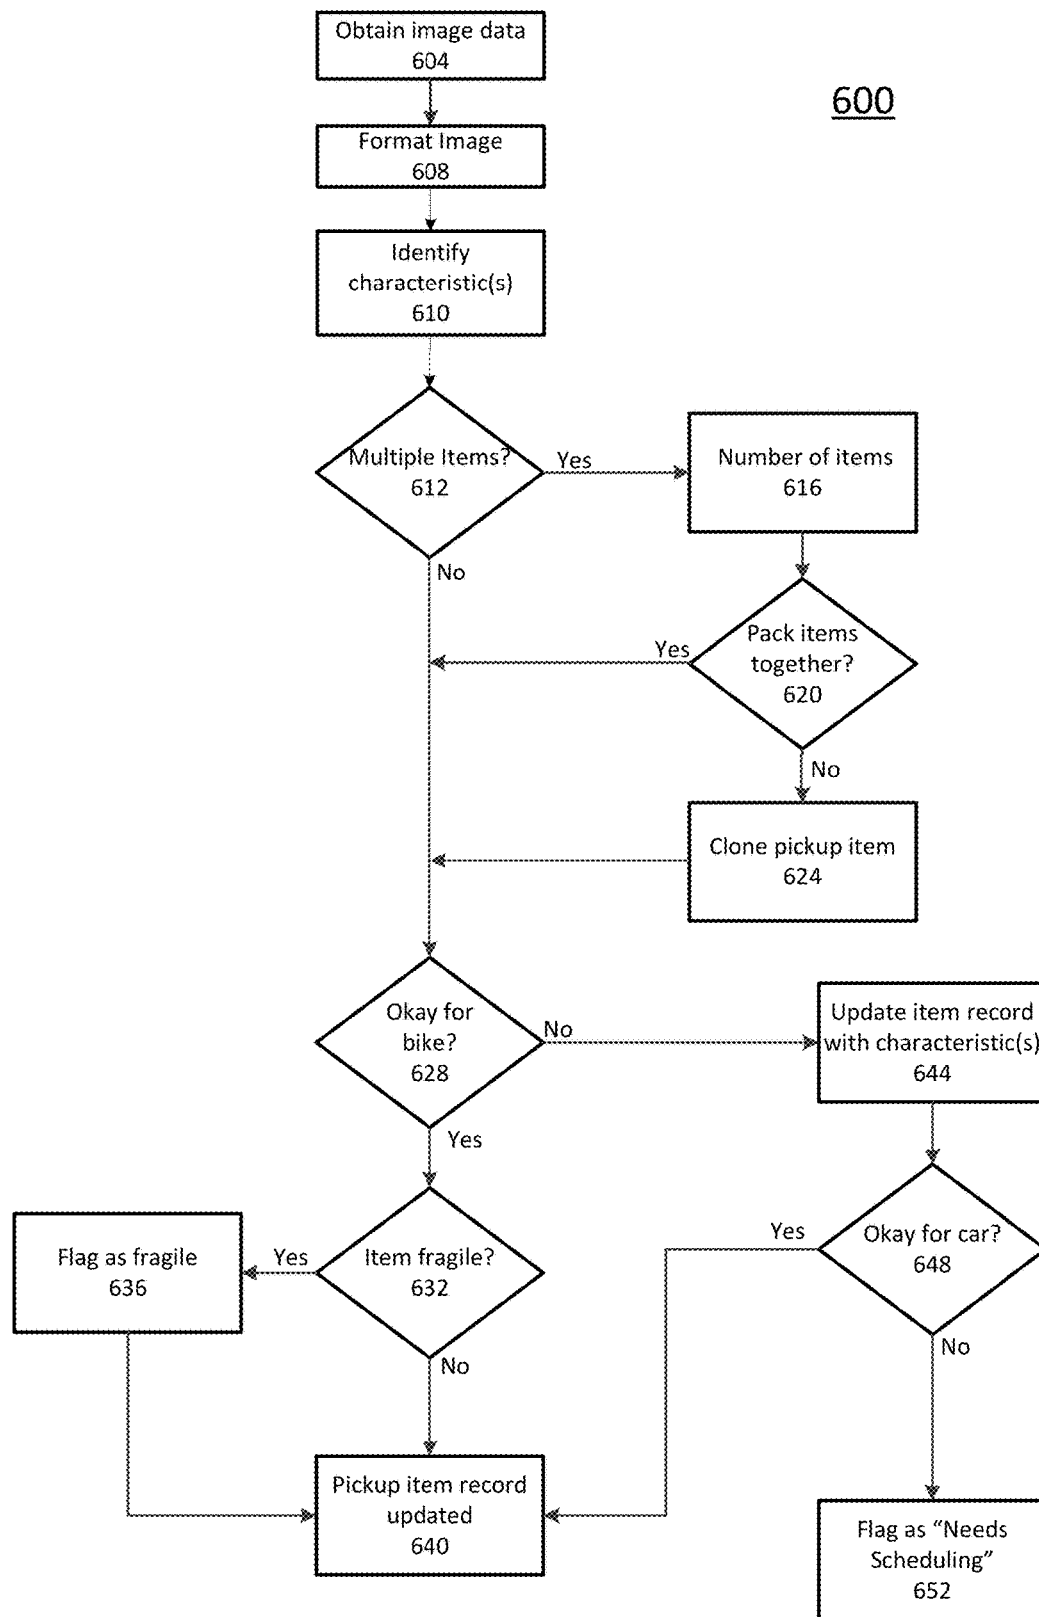 Obtain image data
604
600
Format Image
608
Identify
characteristic(s)
610
Multiple Items?
612
Yes
No
Number of items
616
Pack items
together?
620
Yes
No
Clone pickup item
624
Okay for
bike?
628
No
Yes
Update item record
with characteristic(s)
644
Okay for car?
648
Yes
No
Item fragile?
632
Yes
No
Flag as fragile
636
Pickup item record
updated
640
Flag as “Needs
Scheduling”
652